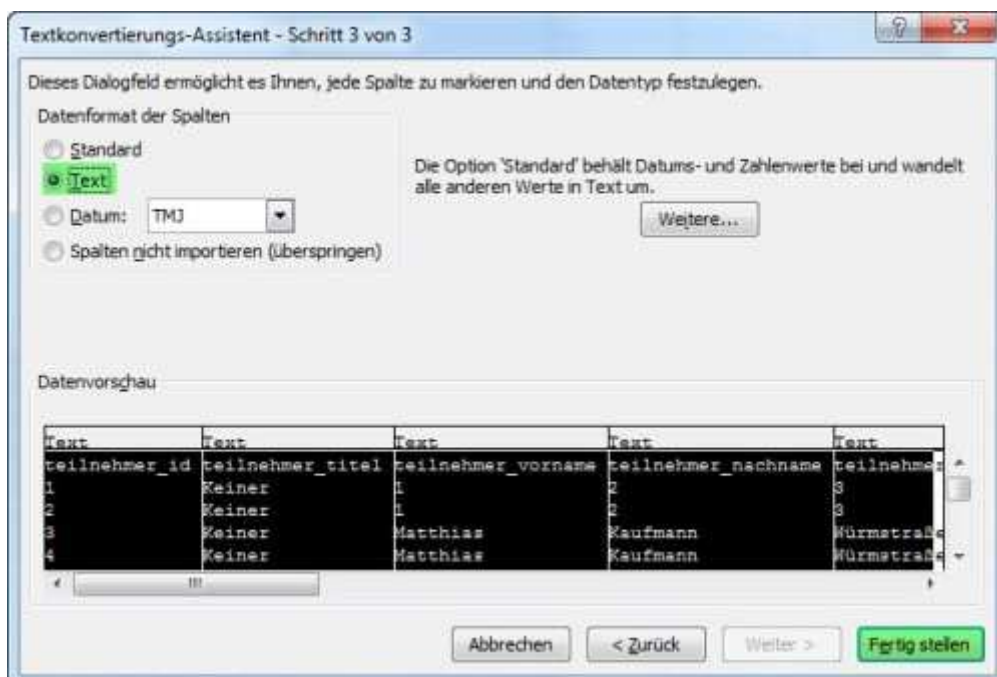 Textkonvertierungs-Assistent - Schritt 3 von 3
Dieses Dialogfeld ermöglicht es Ihnen, jede Spalte zu markieren und den Datentyp festzulegen.
Datenformat der Spalten
Standard
Text
Datum: TMJ
Spalten nicht importieren (überspringen)
Die Option 'Standard' behält Datums- und Zahlenwerte bei und wandelt
alle anderen Werte in Text um.
Weitere...
Datenvorschau
Text Text Text Text Text
teilnehmer_id teilnehmer_titel teilnehmer_vorname teilnehmer_nachname teilnehmer
1 Keiner 1 2 3
2 Keiner 1 2 3
3 Keiner Matthias Kaufmann Würmstraße
4 Keiner Matthias Kaufmann Würmstraße
Abbrechen < Zurück Weiter > Fertig stellen